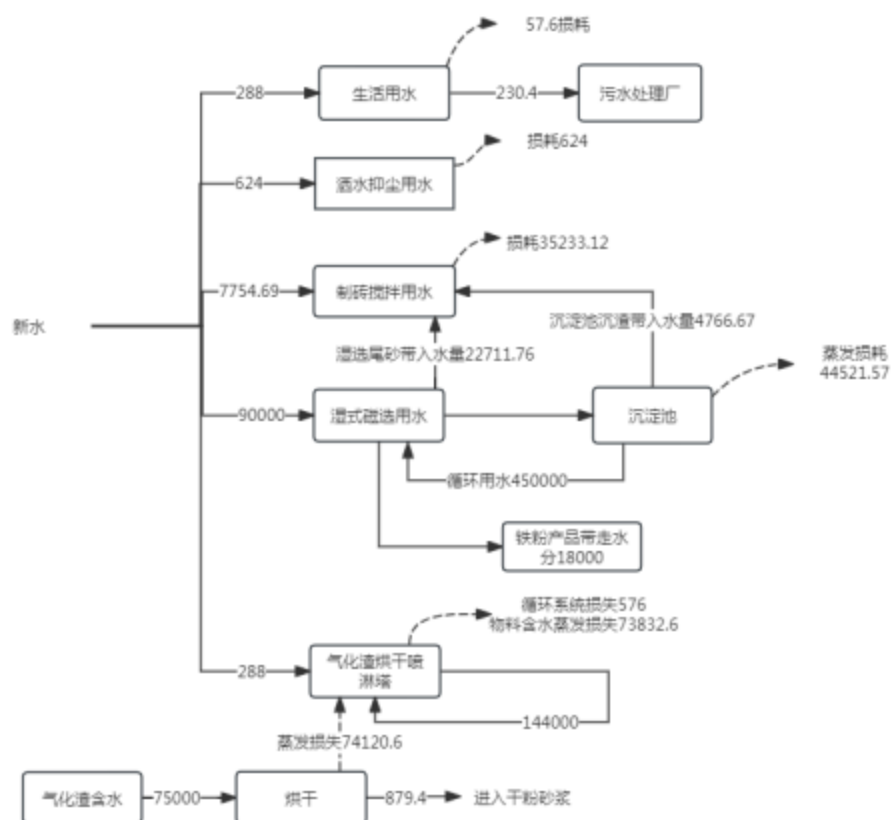 57.6损耗
288
生活用水
230.4
污水处理厂
损耗624
624
洒水抑尘用水
损耗35233.12
7754.69
制砖搅拌用水
沉淀池沉渣带入水量4766.67
新水
湿选尾砂带入水量22711.76
蒸发损耗
44521.57
90000
湿式磁选用水
沉淀池
循环用水450000
铁粉产品带走水
分18000
循环系统损失576
物料含水蒸发损失73832.6
288
气化渣烘干喷
淋塔
144000
蒸发损失74120.6
气化渣含水
75000
烘干
879.4
进入干粉砂浆